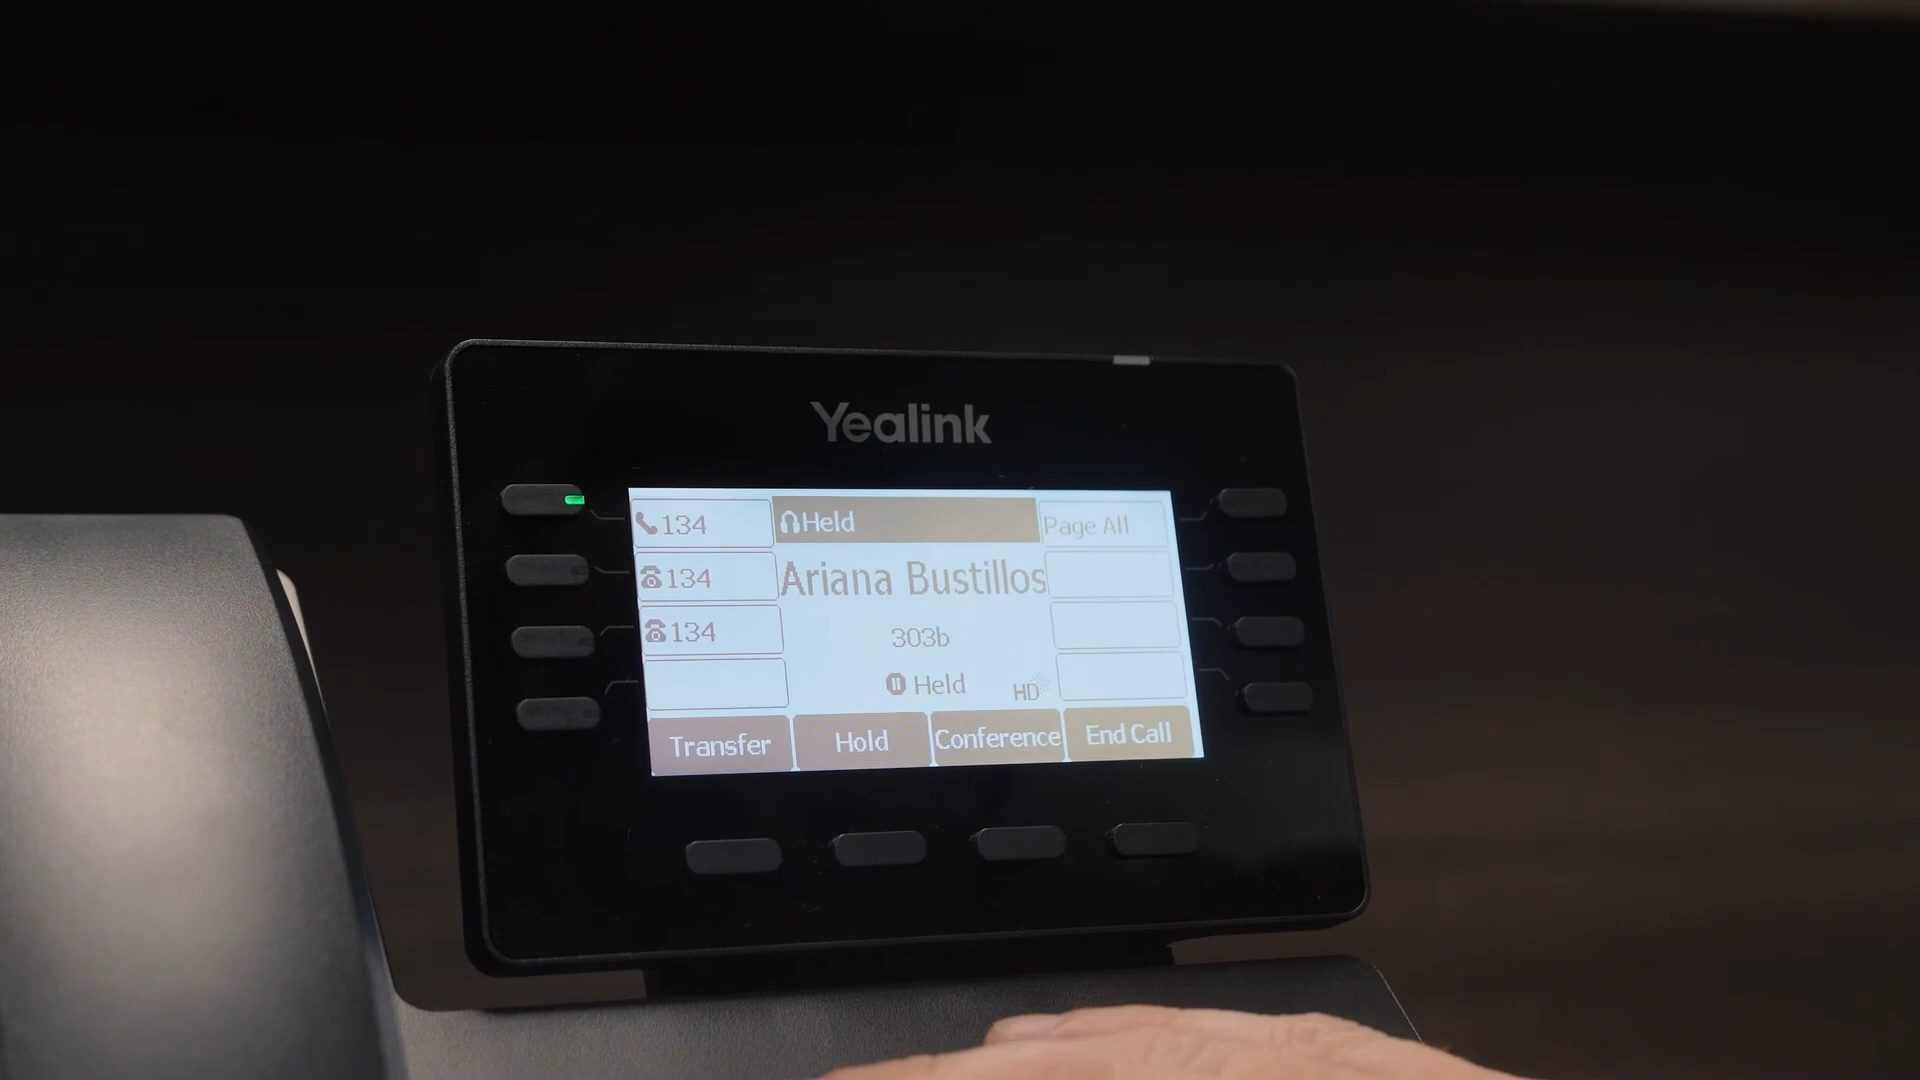 Yealink
134
Held
Page All
134
Ariana Bustillos
134
303b
Held
HD
Transfer
Hold
Conference
End Call